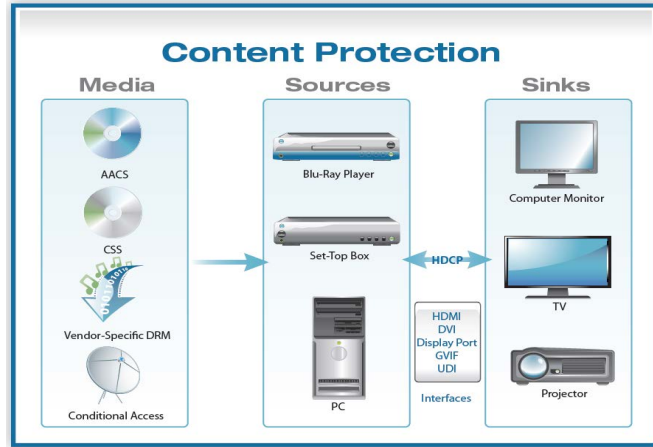 Content Protection
Media
AACS
CSS
0101101011o
Vendor-Specific DRM
Conditional Access
Sources
Blu-Ray Player
Set-Top Box
PC
HDCP
HDMI
DVI
Display Port
GVIF
UDI
Interfaces
Sinks
Computer Monitor
TV
Projector